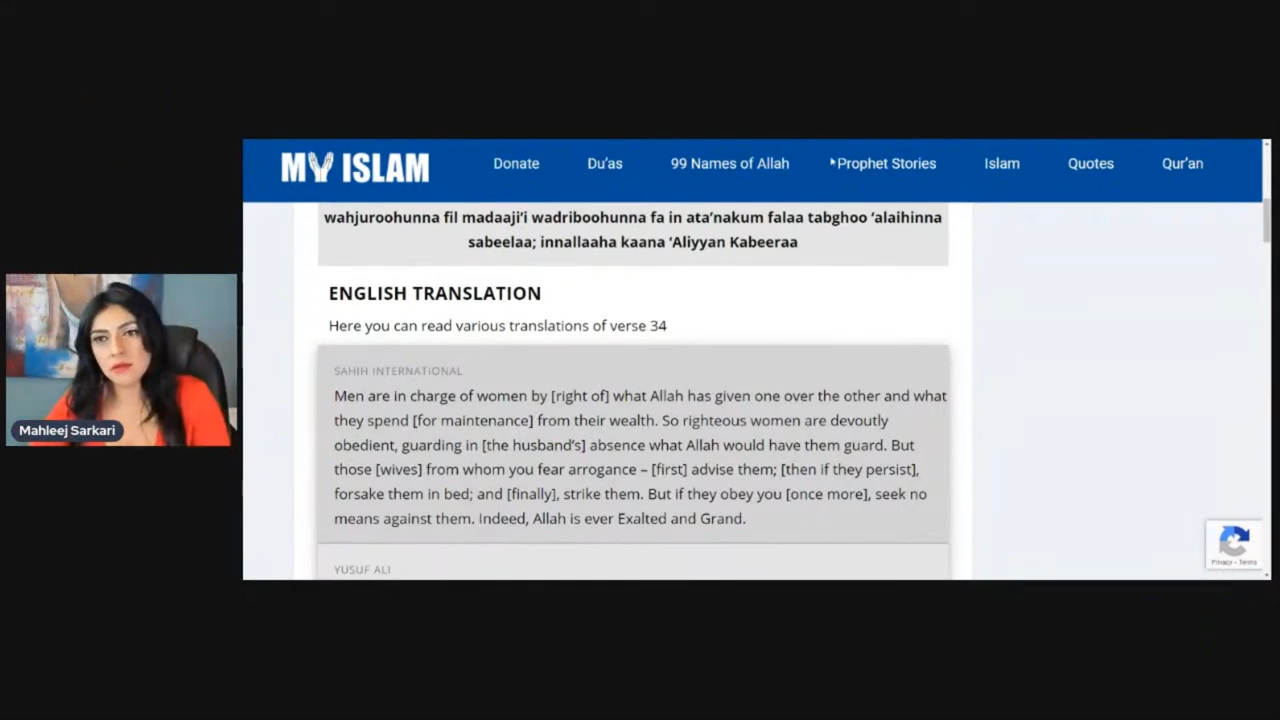 MY ISLAM
Donate
Du'as
99 Names of Allah
Prophet Stories
Islam
Quotes
Qur'an
wahjuroohunna fil madaaji'i wadriboohunna fa in ata'nakum falaa tabghoo 'alaihinna
sabeelaa; innallaaha kaana 'Aliyyan Kabeeraa
ENGLISH TRANSLATION
Here you can read various translations of verse 34
SAHIH INTERNATIONAL
Men are in charge of women by [right of] what Allah has given one over the other and what
they spend [for maintenance] from their wealth. So righteous women are devoutly
obedient, guarding in [the husband's] absence what Allah would have them guard. But
those [wives] from whom you fear arrogance – [first] advise them; [then if they persist],
forsake them in bed; and [finally], strike them. But if they obey you [once more], seek no
means against them. Indeed, Allah is ever Exalted and Grand.
YUSUF ALI
Mahleej Sarkari
Privacy - Terms